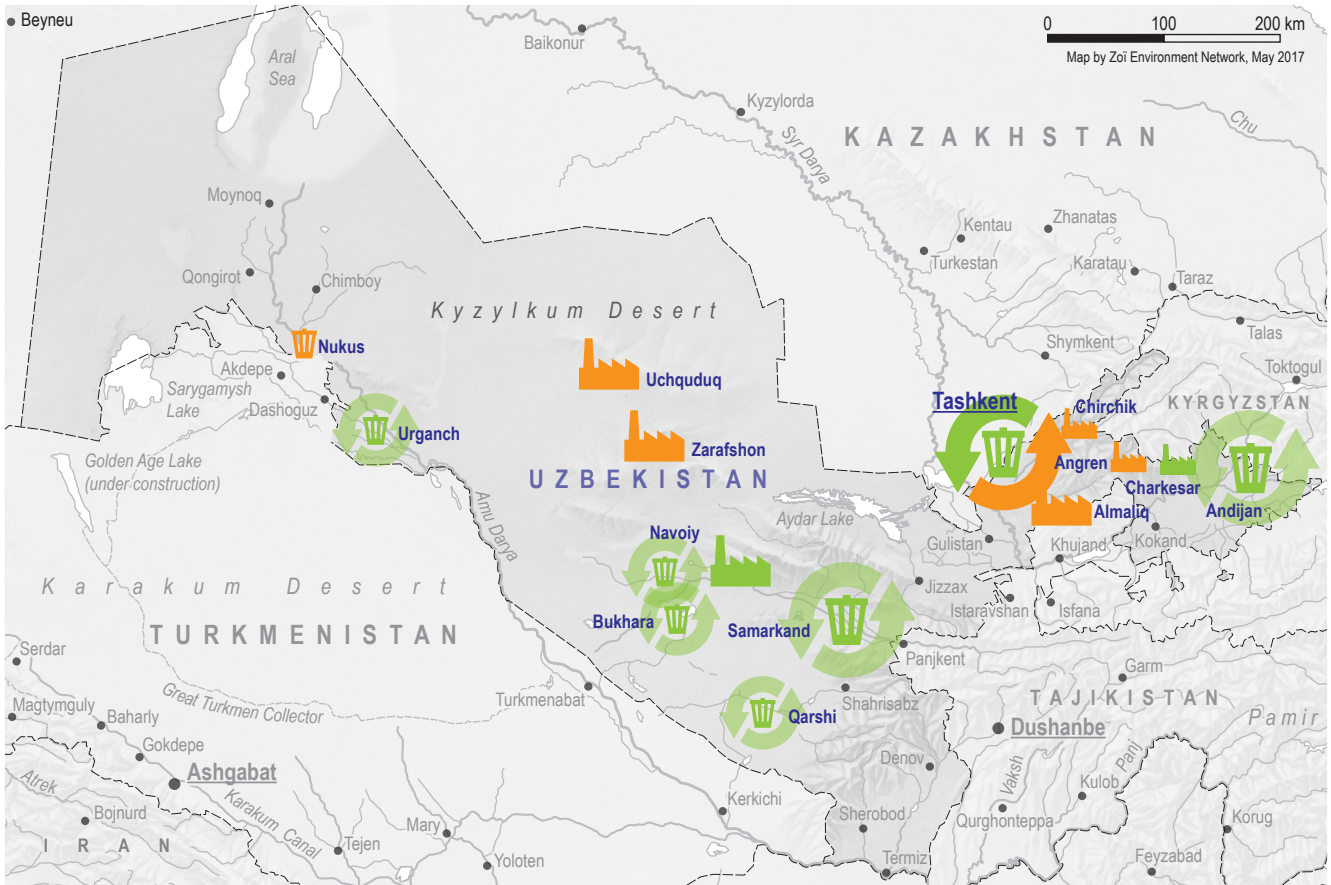 Beyneu
0 100 200 km
Map by Zoï Environment Network, May 2017
Baikonur
Aral
Sea
Kyzylorda
Syr Darya
KAZAKHSTAN
Chu
Moynoq
Kentau
Zhanatas
Turkestan
Karatau
Taraz
Qongirot
Chimboy
Kyzylkum Desert
Talas
Shymkent
Toktogul
Nukus
Akdepe
Sarygamysh
Lake
Dashoguz
Uchquduq
Tashkent
Chirchik
KYRGYZSTAN
Urganch
Zarafshon
Golden Age Lake
(under construction)
UZBEKISTAN
Angren
Charkesar
Andijan
Almaliq
Amu Darya
Aydar Lake
Navoiy
Gulistan
Khujand
Kokand
Karakum Desert
Jizzax
Istaravshan
Isfana
Bukhara
Samarkand
TURKMENISTAN
Panjkent
Serdar
Garm
Great Turkmen Collector
Turkmenabat
Shahrisabz
TAJIKISTAN
Magtymguly
Baharly
Qarshi
Pamir
Dushanbe
Gokdepe
Ashgabat
Denov
Vaksh
Panj
Kulob
Atrek
Karakum Canal
Kerkichi
Sherobod
Qurghonteppa
Bojnurd
Mary
Korug
IRAN
Tejen
Yoloten
Termiz
Feyzabad